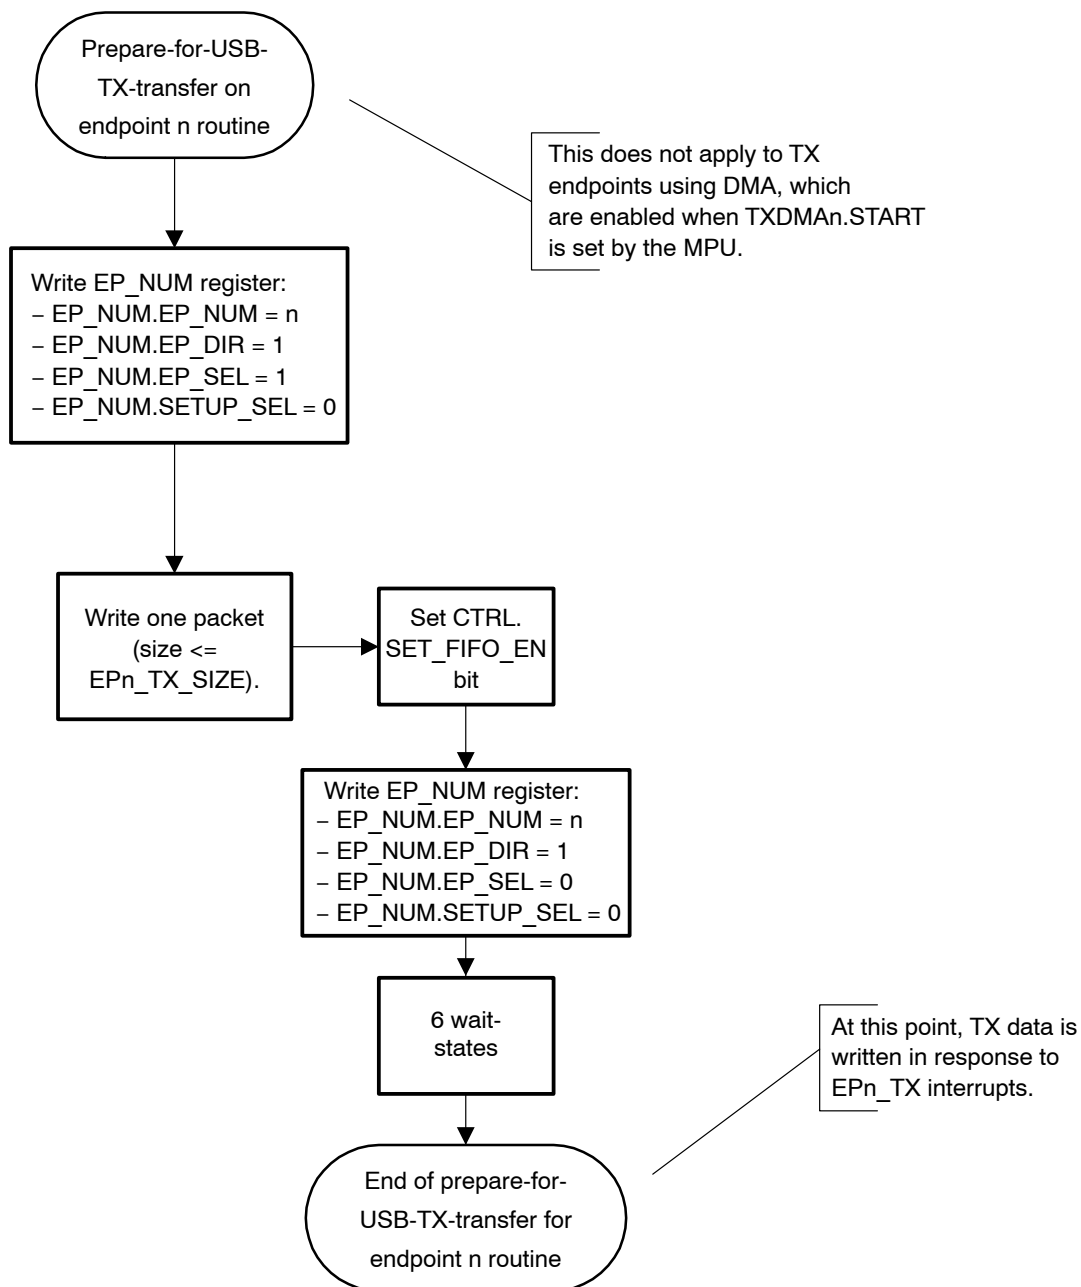 Prepare-for-USB-
TX-transfer on
endpoint n routine
This does not apply to TX
endpoints using DMA, which
are enabled when TXDMAn.START
is set by the MPU.
Write EP_NUM register:
– EP_NUM.EP_NUM = n
– EP_NUM.EP_DIR = 1
– EP_NUM.EP_SEL = 1
– EP_NUM.SETUP_SEL = 0
Write one packet
(size <=
EPn_TX_SIZE).
Set CTRL.
SET_FIFO_EN
bit
Write EP_NUM register:
– EP_NUM.EP_NUM = n
– EP_NUM.EP_DIR = 1
– EP_NUM.EP_SEL = 0
– EP_NUM.SETUP_SEL = 0
6 wait-
states
At this point, TX data is
written in response to
EPn_TX interrupts.
End of prepare-for-
USB-TX-transfer for
endpoint n routine